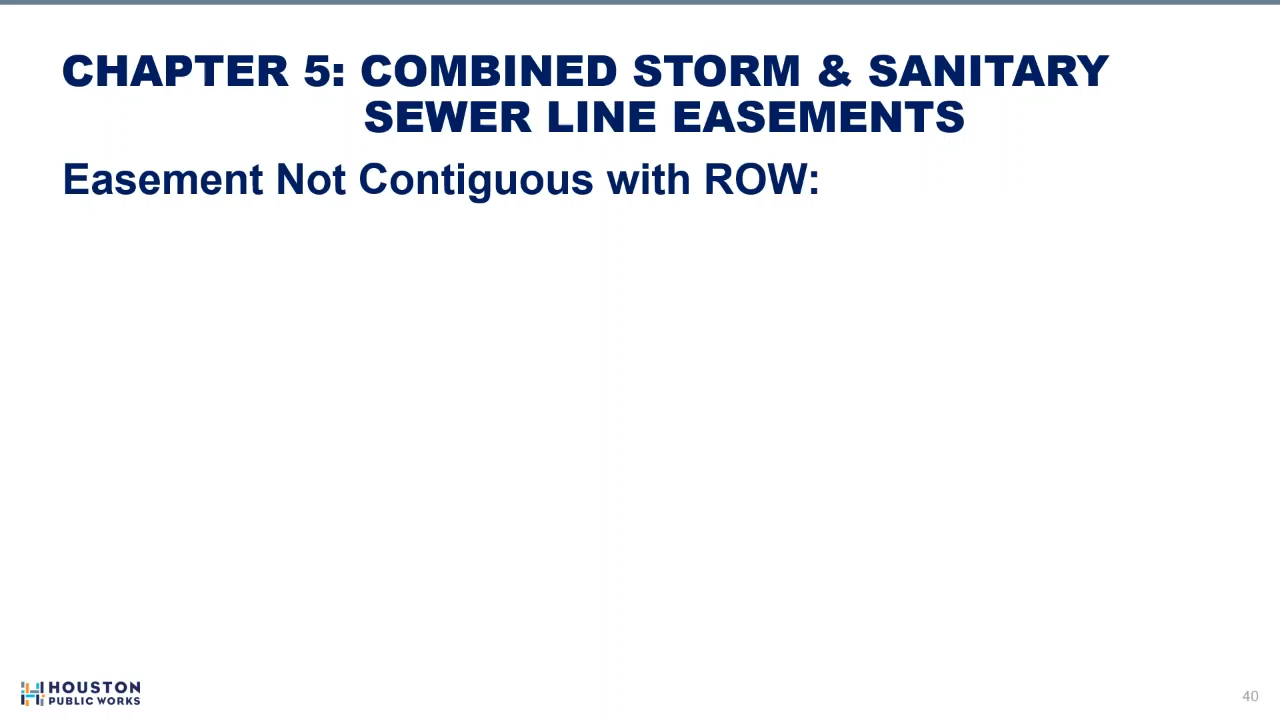 CHAPTER 5: COMBINED STORM & SANITARY
SEWER LINE EASEMENTS
Easement Not Contiguous with ROW:
HOUSTON
PUBLIC WORKS
40